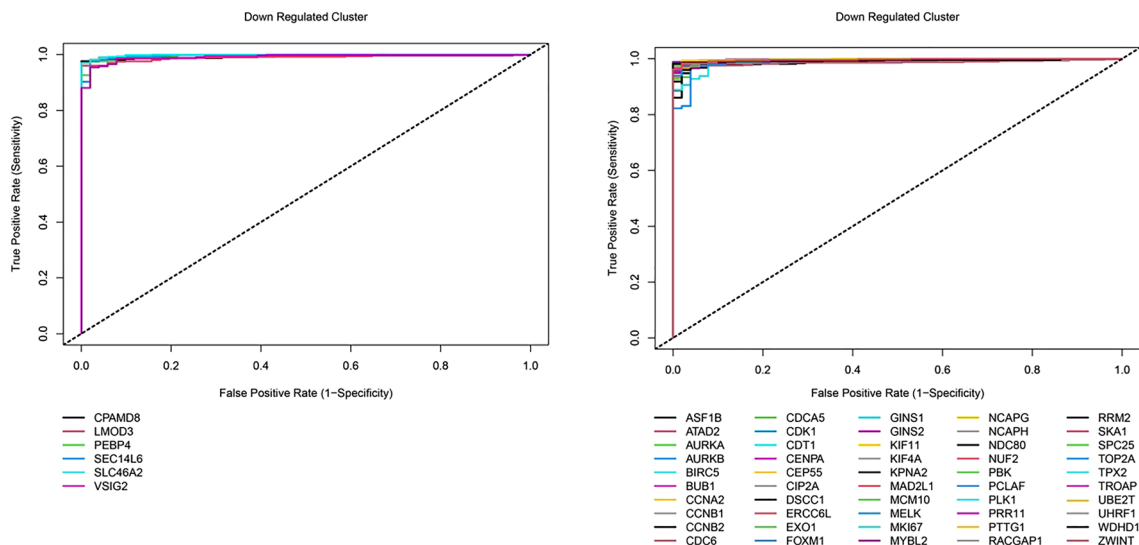 Down Regulated Cluster
True Positive Rate (Sensitivity)
1.0
0.8
0.6
0.4
0.2
0.0
0.0 0.2 0.4 0.6 0.8 1.0
False Positive Rate (1−Specificity)
CPAMD8
LMOD3
PEBP4
SEC14L6
SLC46A2
VSIG2
Down Regulated Cluster
True Positive Rate (Sensitivity)
1.0
0.8
0.6
0.4
0.2
0.0
0.0 0.2 0.4 0.6 0.8 1.0
False Positive Rate (1−Specificity)
ASF1B CDCA5 GINS1 NCAPG RRM2
ATAD2 CDK1 GINS2 NCAPH SKA1
AURKA CDT1 KIF11 NDC80 SPC25
AURKB CENPA KIF4A NUF2 TOP2A
BIRC5 CEP55 KPNA2 PBK TPX2
BUB1 CIP2A MAD2L1 PCLAF TROAP
CCNA2 DSCC1 MCM10 PLK1 UBE2T
CCNB1 ERCC6L MELK PRR11 UHRF1
CCNB2 EXO1 MKI67 PTTG1 WDHD1
CDC6 FOXM1 MYBL2 RACGAP1 ZWINT